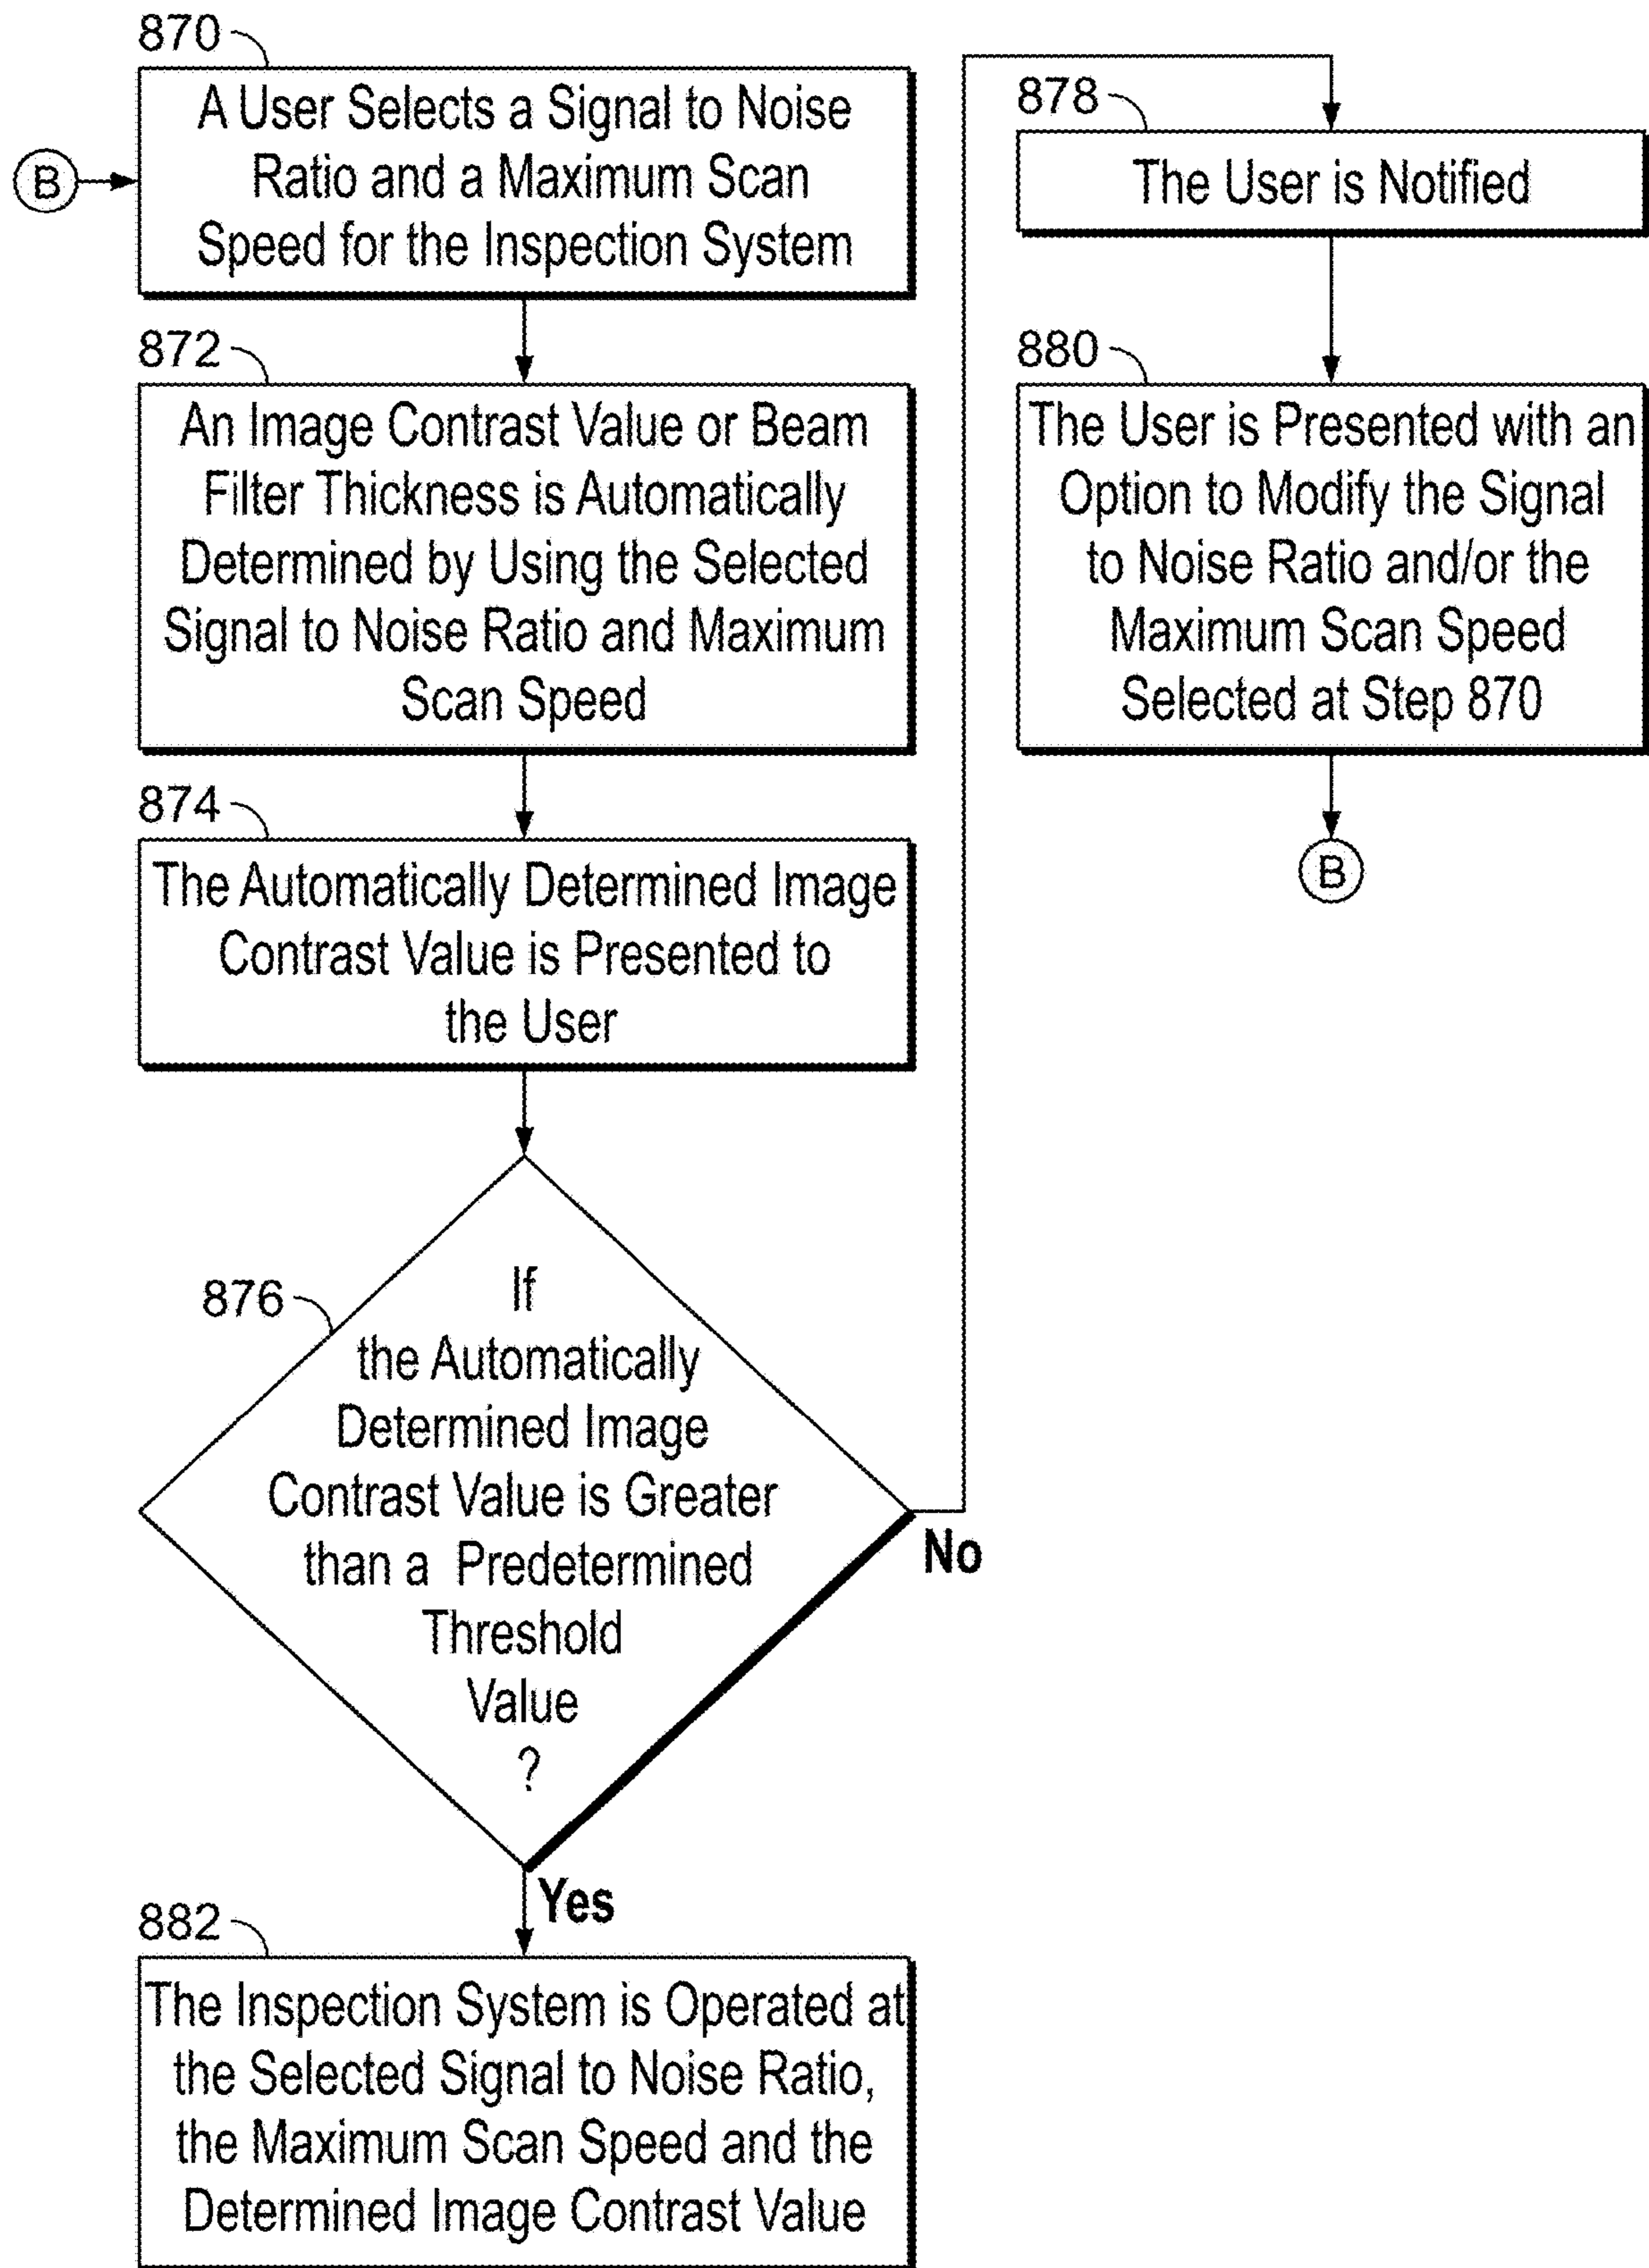 870
A User Selects a Signal to Noise
Ratio and a Maximum Scan
Speed for the Inspection System
B
872
An Image Contrast Value or Beam
Filter Thickness is Automatically
Determined by Using the Selected
Signal to Noise Ratio and Maximum
Scan Speed
874
The Automatically Determined Image
Contrast Value is Presented to
the User
876
If
the Automatically
Determined Image
Contrast Value is Greater
than a Predetermined
Threshold
Value
?
No
Yes
882
The Inspection System is Operated at
the Selected Signal to Noise Ratio,
the Maximum Scan Speed and the
Determined Image Contrast Value
878
The User is Notified
880
The User is Presented with an
Option to Modify the Signal
to Noise Ratio and/or the
Maximum Scan Speed
Selected at Step 870
B